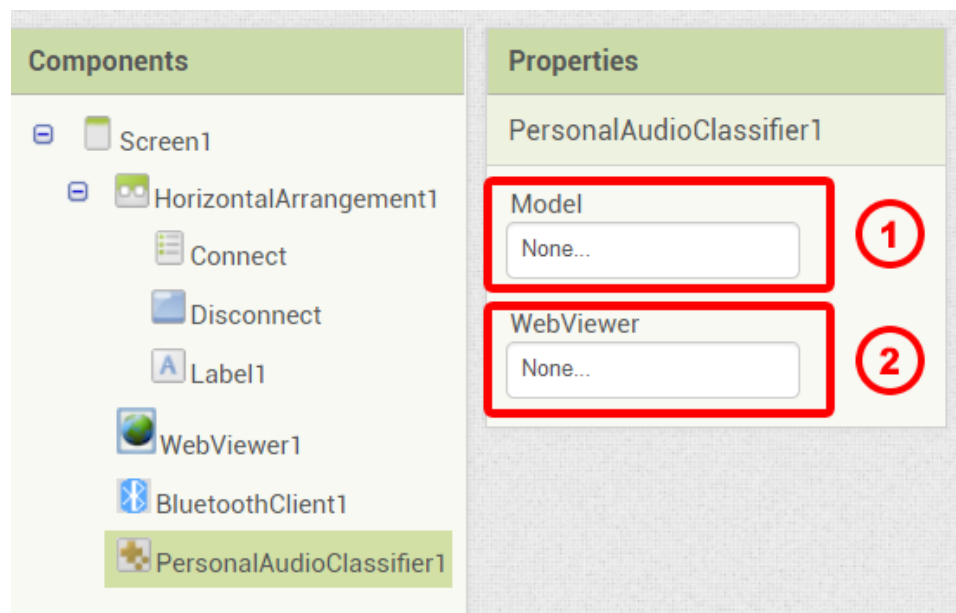 Components
Screen1
HorizontalArrangement1
Connect
Disconnect
A Label1
WebViewer1
BluetoothClient1
PersonalAudioClassifier1
Properties
PersonalAudioClassifier1
Model
None...
1
WebViewer
None...
2